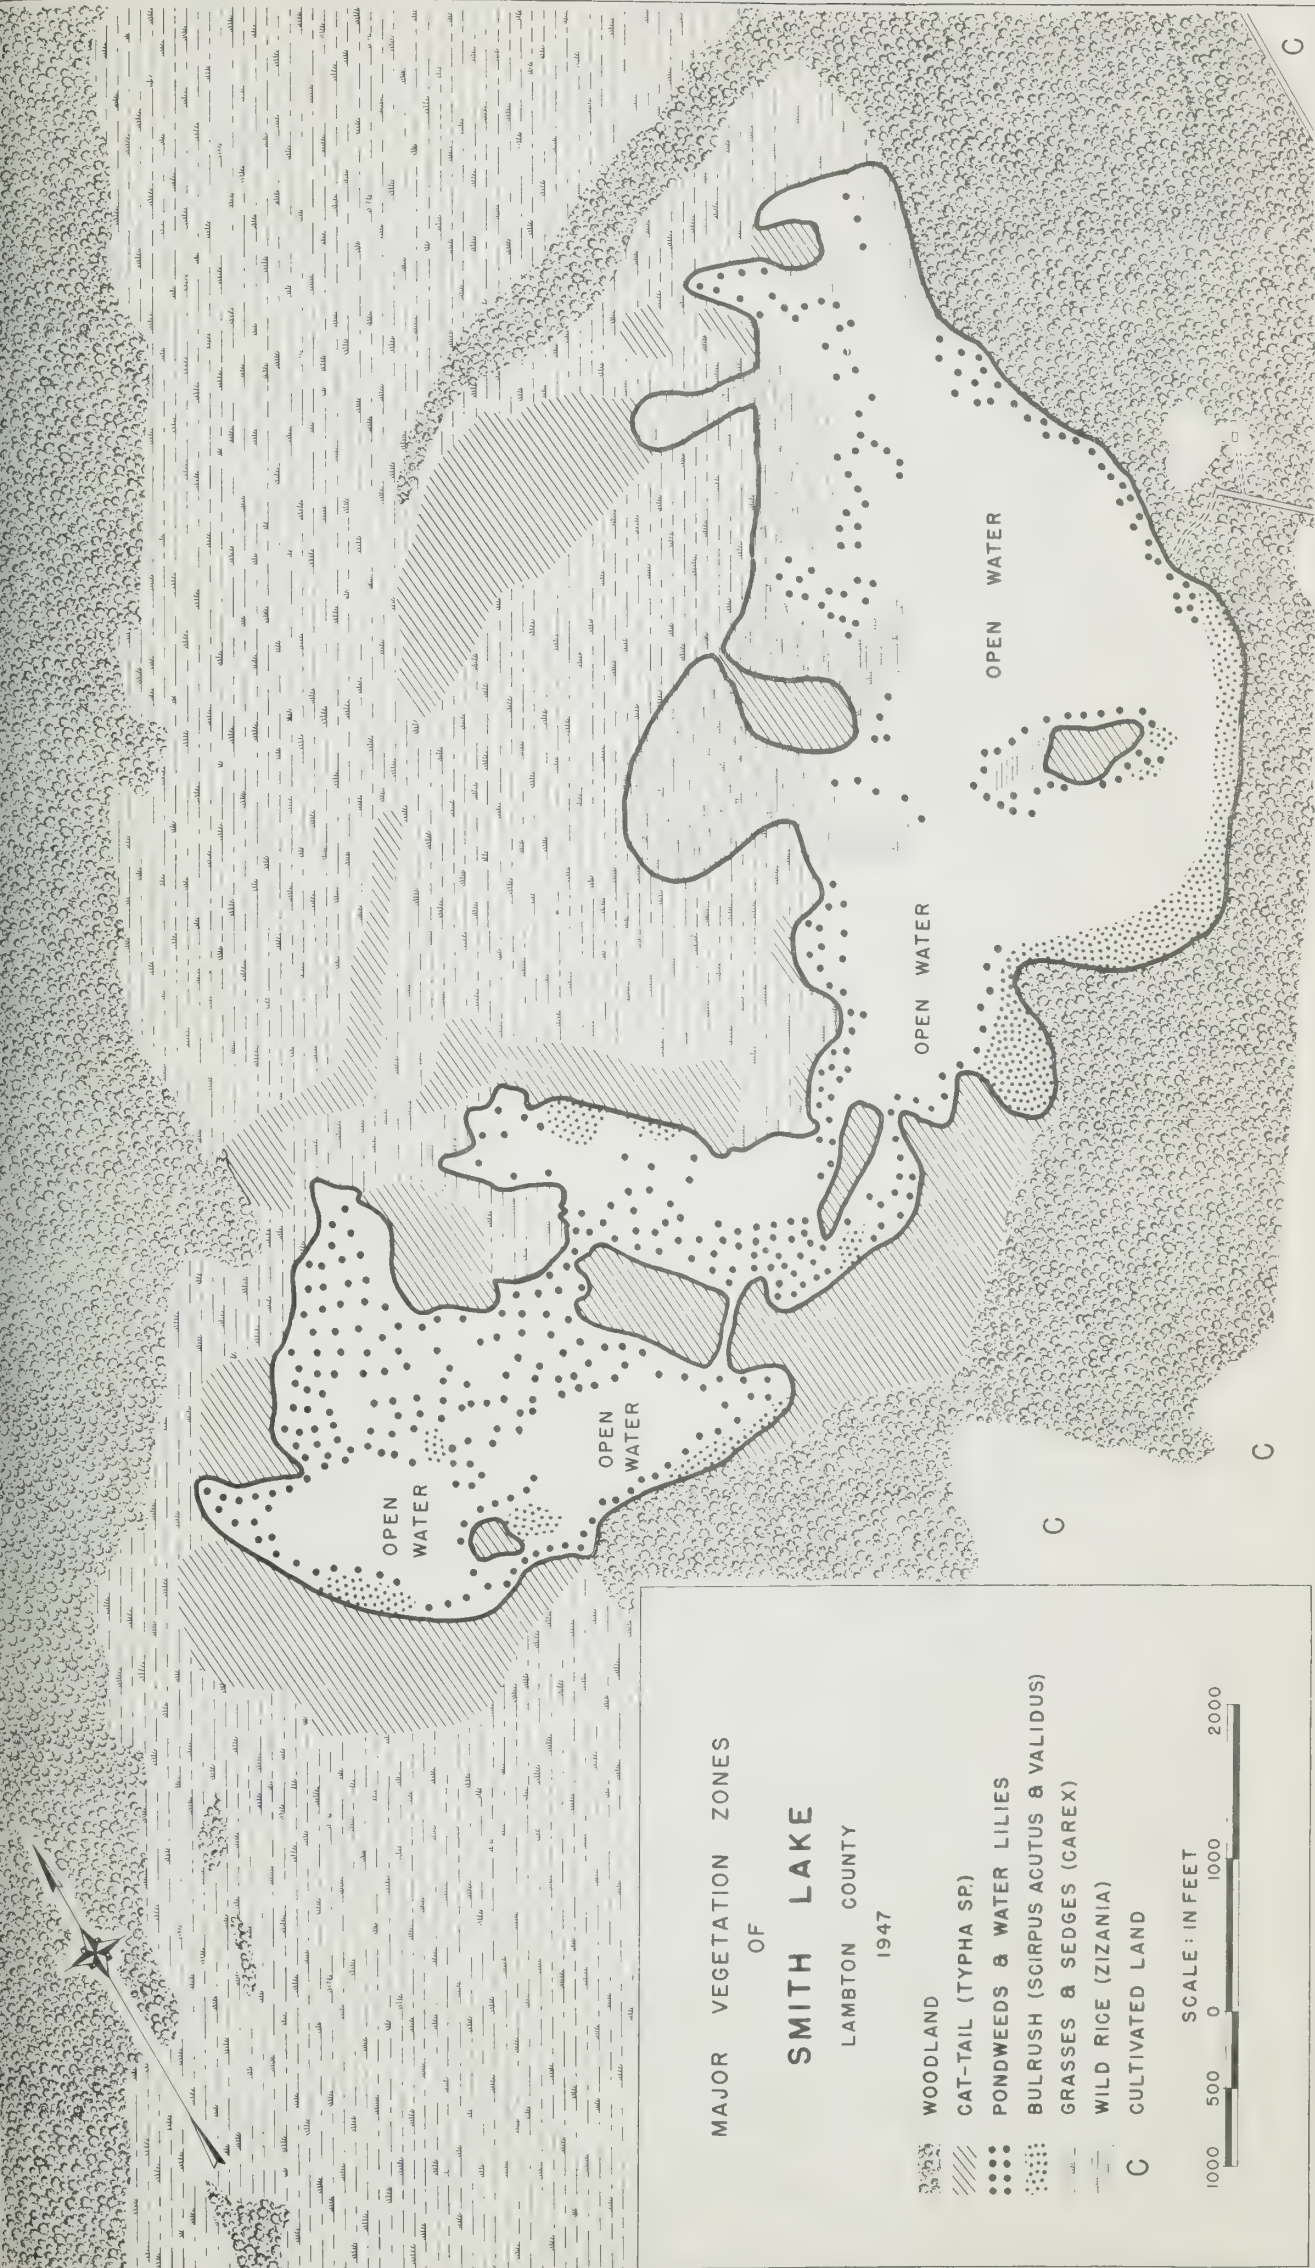 MAJOR VEGETATION ZONES
OF
SMITH LAKE
LAMBTON COUNTY
1947
WOODLAND
CAT-TAIL (TYPHA SP.)
PONDWEEDS & WATER LILIES
BULRUSH (SCIRPUS ACUTUS & VALIDUS)
GRASSES & SEDGES (CAREX)
WILD RICE (ZIZANIA)
C CULTIVATED LAND
SCALE: IN FEET
1000 500 0 1000 2000
OPEN
WATER
OPEN
WATER
OPEN WATER
OPEN WATER
C
C
C